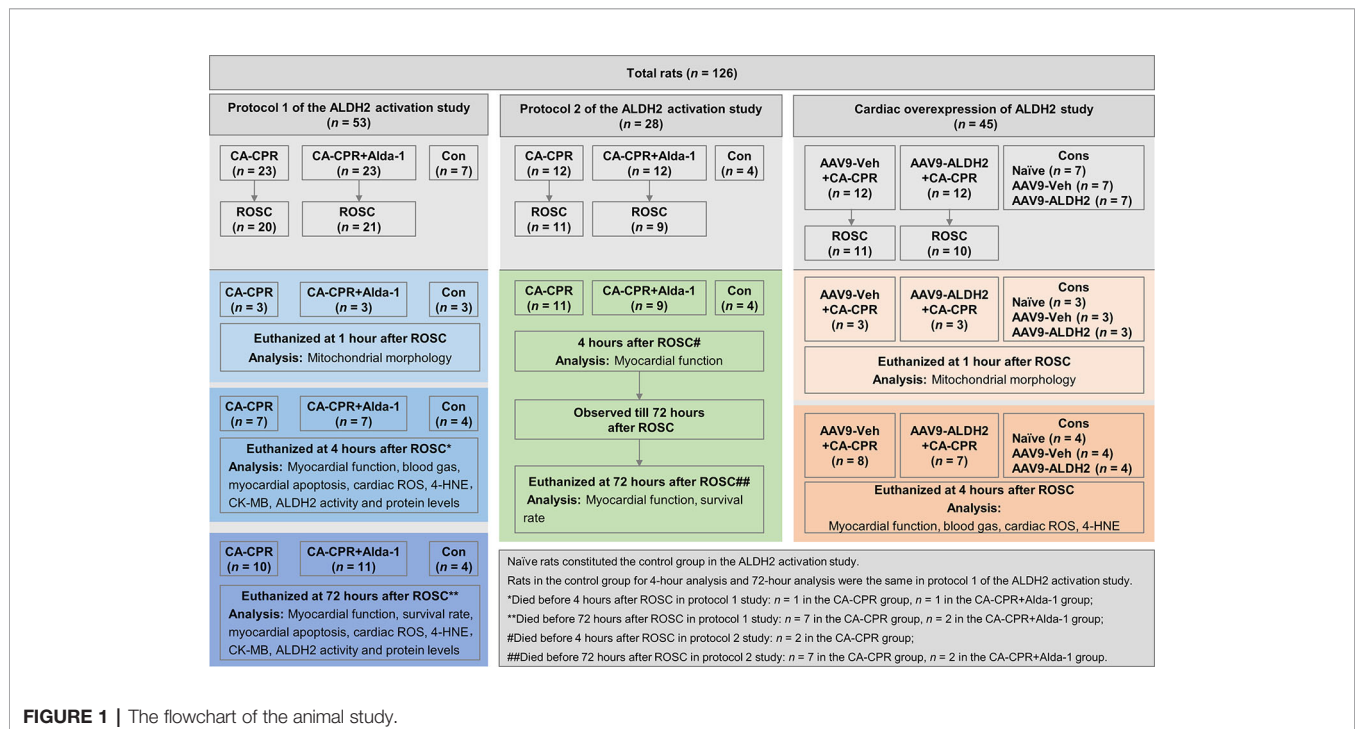 Total rats (n = 126)
Protocol 1 of the ALDH2 activation study
(n = 53)
CA-CPR
(n = 23)
CA-CPR+Alda-1
(n = 23)
Con
(n = 7)
ROSC
(n = 20)
ROSC
(n = 21)
CA-CPR
(n = 3)
CA-CPR+Alda-1
(n = 3)
Con
(n = 3)
Euthanized at 1 hour after ROSC
Analysis: Mitochondrial morphology
CA-CPR
(n = 7)
CA-CPR+Alda-1
(n = 7)
Con
(n = 4)
Euthanized at 4 hours after ROSC*
Analysis: Myocardial function, blood gas,
myocardial apoptosis, cardiac ROS, 4-HNE,
CK-MB, ALDH2 activity and protein levels
CA-CPR
(n = 10)
CA-CPR+Alda-1
(n = 11)
Con
(n = 4)
Euthanized at 72 hours after ROSC**
Analysis: Myocardial function, survival rate,
myocardial apoptosis, cardiac ROS, 4-HNE,
CK-MB, ALDH2 activity and protein levels
Protocol 2 of the ALDH2 activation study
(n = 28)
CA-CPR
(n = 12)
CA-CPR+Alda-1
(n = 12)
Con
(n = 4)
ROSC
(n = 11)
ROSC
(n = 9)
CA-CPR
(n = 11)
CA-CPR+Alda-1
(n = 9)
Con
(n = 4)
4 hours after ROSC#
Analysis: Myocardial function
Observed till 72 hours
after ROSC
Euthanized at 72 hours after ROSC##
Analysis: Myocardial function, survival
rate
Cardiac overexpression of ALDH2 study
(n = 45)
AAV9-Veh
+CA-CPR
(n = 12)
AAV9-ALDH2
+CA-CPR
(n = 12)
Cons
Naïve (n = 7)
AAV9-Veh (n = 7)
AAV9-ALDH2 (n = 7)
ROSC
(n = 11)
ROSC
(n = 10)
AAV9-Veh
+CA-CPR
(n = 3)
AAV9-ALDH2
+CA-CPR
(n = 3)
Cons
Naïve (n = 3)
AAV9-Veh (n = 3)
AAV9-ALDH2 (n = 3)
Euthanized at 1 hour after ROSC
Analysis: Mitochondrial morphology
AAV9-Veh
+CA-CPR
(n = 8)
AAV9-ALDH2
+CA-CPR
(n = 7)
Cons
Naïve (n = 4)
AAV9-Veh (n = 4)
AAV9-ALDH2 (n = 4)
Euthanized at 4 hours after ROSC
Analysis:
Myocardial function, blood gas, cardiac ROS, 4-HNE
Naïve rats constituted the control group in the ALDH2 activation study.
Rats in the control group for 4-hour analysis and 72-hour analysis were the same in protocol 1 of the ALDH2 activation study.
*Died before 4 hours after ROSC in protocol 1 study: n = 1 in the CA-CPR group, n = 1 in the CA-CPR+Alda-1 group;
**Died before 72 hours after ROSC in protocol 1 study: n = 7 in the CA-CPR group, n = 2 in the CA-CPR+Alda-1 group;
#Died before 4 hours after ROSC in protocol 2 study: n = 2 in the CA-CPR group;
##Died before 72 hours after ROSC in protocol 2 study: n = 7 in the CA-CPR group, n = 2 in the CA-CPR+Alda-1 group.
FIGURE 1 | The flowchart of the animal study.